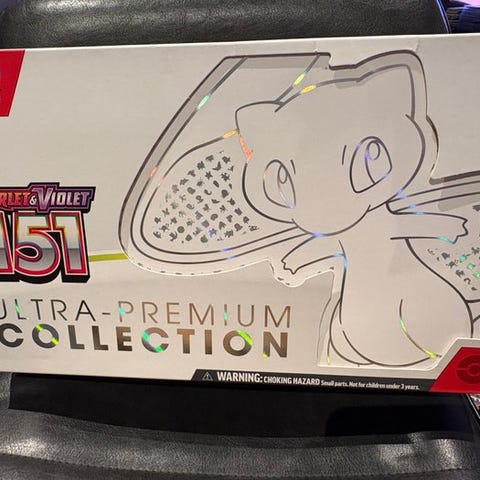 RLET & VIOLET
151
ULTRA-PREMIUM
COLLECTION
WARNING: CHOKING HAZARD Small parts. Not for children under 3 years.